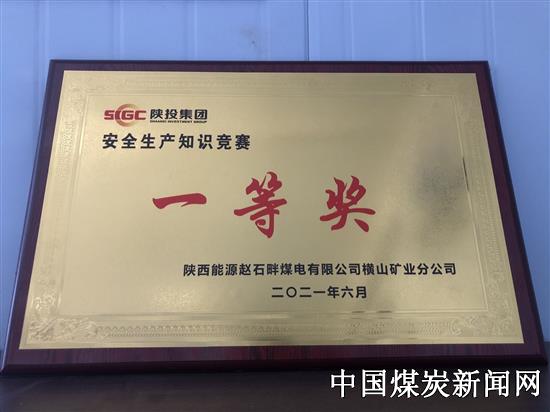 SIGC 陕投集团
SHAANXI INVESTMENT GROUP
安全生产知识竞赛
一等奖
陕西能源赵石畔煤电有限公司横山矿业分公司
二〇二一年六月
中国煤炭新闻网